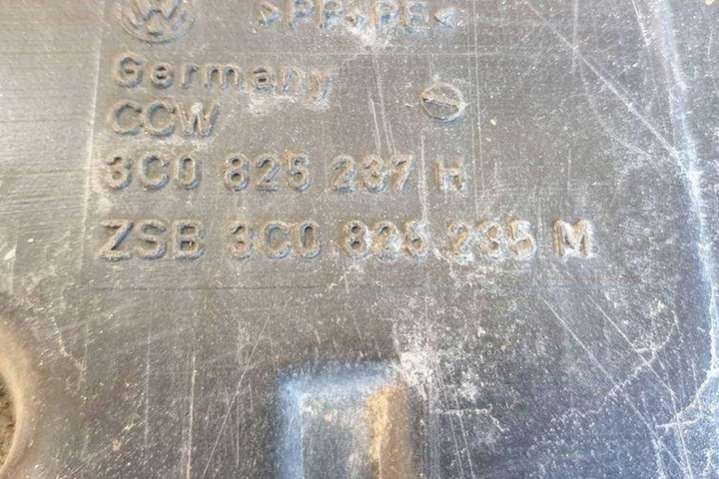 >PP+PE<
Germany
CCW
3C0 825 237 H
ZSB 3C0 825 235 M